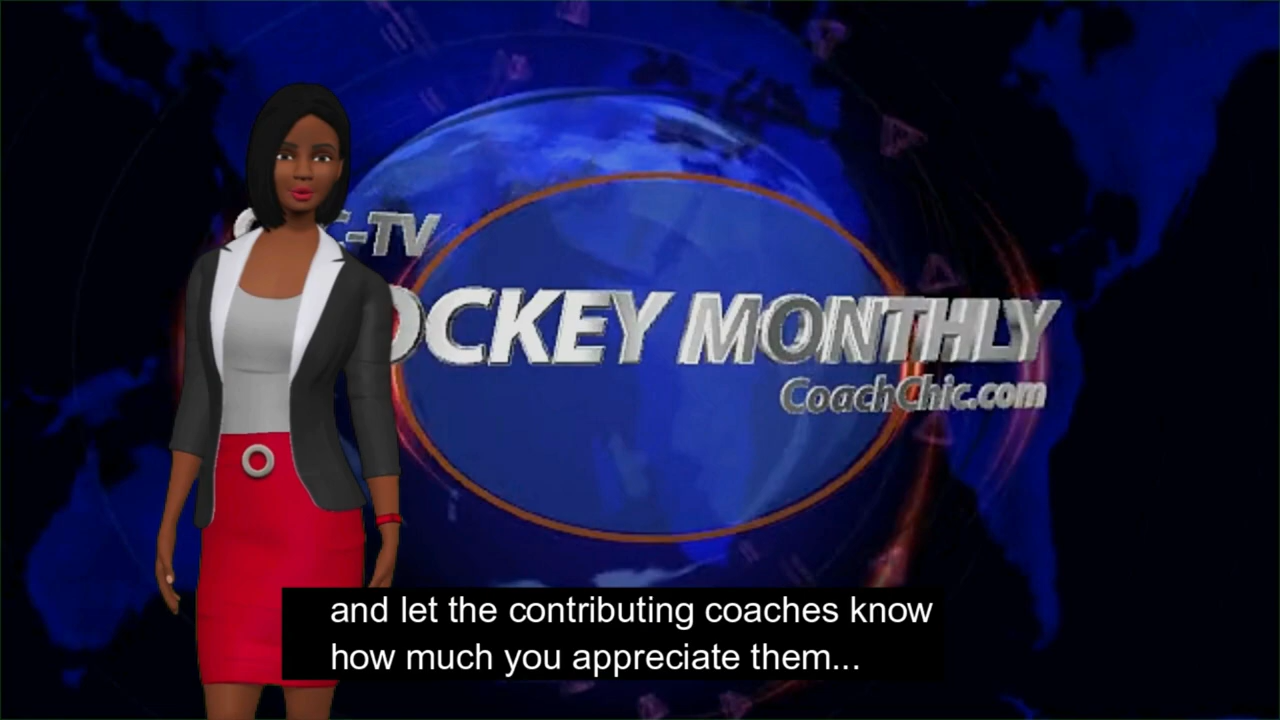 C-TV
OCKEY MONTHLY
CoachChic.com
and let the contributing coaches know
how much you appreciate them...